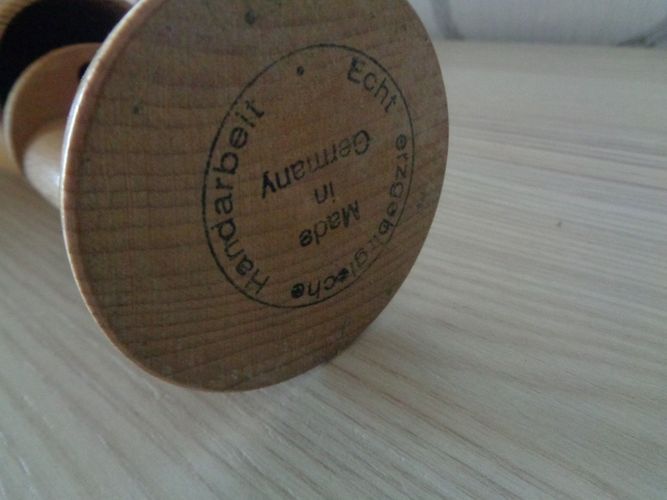 Echt erzgebirgische Handarbeit
Made
in
Germany